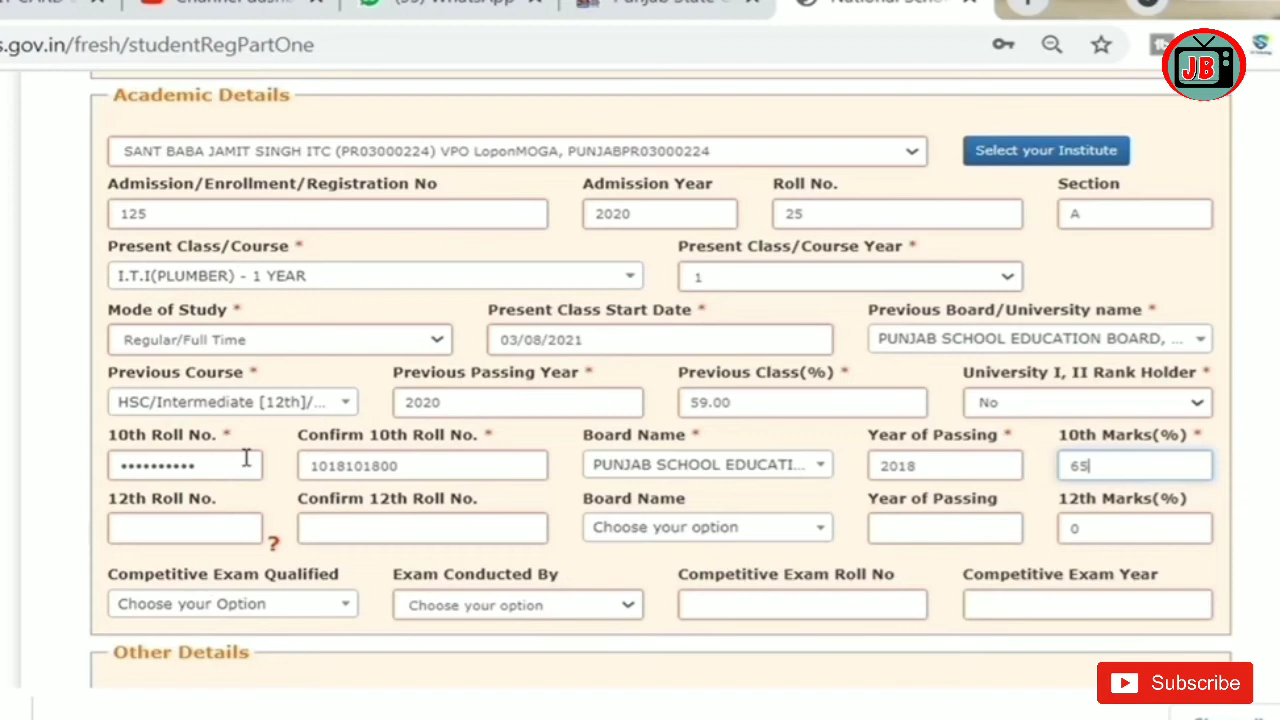 WhatsApp
Punjab State
National Scho
s.gov.in/fresh/studentRegPartOne
JB
Academic Details
SANT BABA JAMIT SINGH ITC (PR03000224) VPO LoponMOGA, PUNJABPR03000224
Select your Institute
Admission/Enrollment/Registration No
Admission Year
Roll No.
Section
125
2020
25
A
Present Class/Course *
Present Class/Course Year *
I.T.I(PLUMBER) - 1 YEAR
1
Mode of Study *
Present Class Start Date *
Previous Board/University name *
Regular/Full Time
03/08/2021
PUNJAB SCHOOL EDUCATION BOARD, ...
Previous Course *
Previous Passing Year *
Previous Class(%) *
University I, II Rank Holder *
HSC/Intermediate [12th]/...
2020
59.00
No
10th Roll No. *
Confirm 10th Roll No. *
Board Name *
Year of Passing *
10th Marks(%) *
••••••••••
1018101800
PUNJAB SCHOOL EDUCATI...
2018
65
12th Roll No.
Confirm 12th Roll No.
Board Name
Year of Passing
12th Marks(%)
?
Choose your option
0
Competitive Exam Qualified
Exam Conducted By
Competitive Exam Roll No
Competitive Exam Year
Choose your Option
Choose your option
Other Details
Subscribe